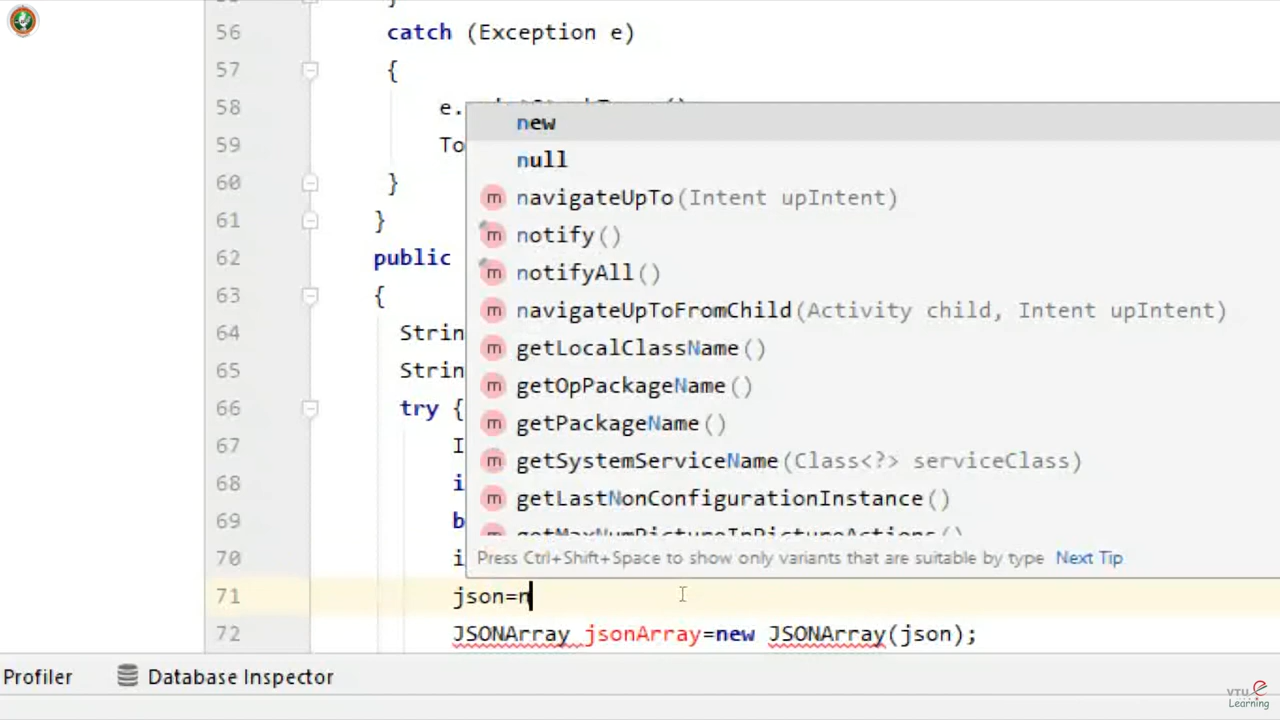 56 catch (Exception e)
57 {
58 e.
new
59 To
null
navigateUpTo(Intent upIntent)
60 }
notify()
61 }
62 public
notifyAll()
63 {
navigateUpToFromChild(Activity child, Intent upIntent)
64 Strin
getLocalClassName()
65 Strin
getOpPackageName()
66 try {
getPackageName()
67 I
getSystemServiceName(Class<?> serviceClass)
68 i
getLastNonConfigurationInstance()
69 b
getMaxNumPictureInPictureActions()
70 i
Press Ctrl+Shift+Space to show only variants that are suitable by type Next Tip
71 json=n
72 JSONArray jsonArray=new JSONArray(json);
Profiler Database Inspector
VTU e Learning